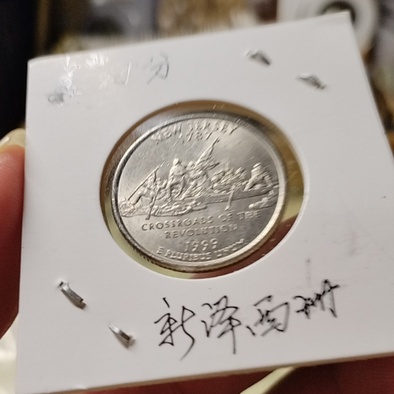 NEW JERSEY
1787
CROSSROADS OF THE
REVOLUTION
1999
E PLURIBUS UNUM
新泽西州